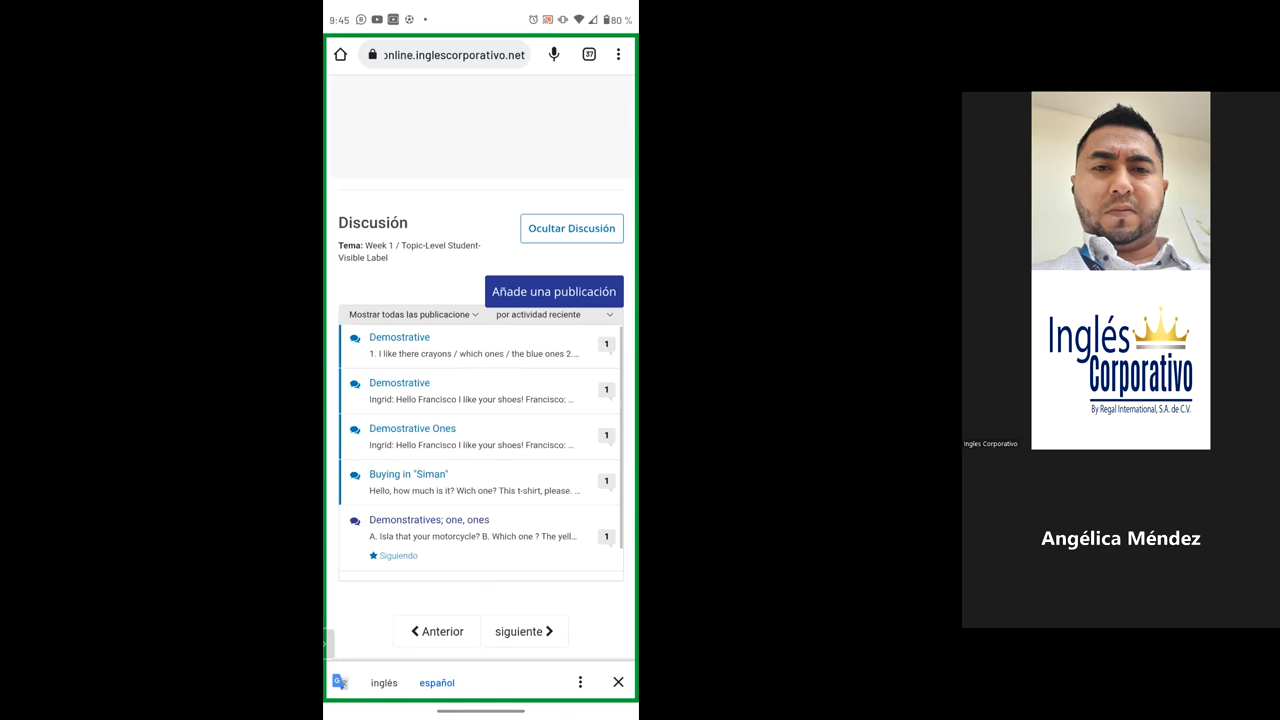 9:45
80 %
online.inglescorporativo.net
37
Discusión
Ocultar Discusión
Tema: Week 1 / Topic-Level Student-
Visible Label
Añade una publicación
Mostrar todas las publicacione
por actividad reciente
Demostrative
1. I like there crayons / which ones / the blue ones 2....
1
Demostrative
Ingrid: Hello Francisco I like your shoes! Francisco: ...
1
Demostrative Ones
Ingrid: Hello Francisco I like your shoes! Francisco: ...
1
Buying in "Siman"
Hello, how much is it? Wich one? This t-shirt, please. ...
1
Demonstratives; one, ones
A. Isla that your motorcycle? B. Which one ? The yell...
1
Siguiendo
Anterior
siguiente
inglés
español
Inglés
Corporativo
By Regal International, S.A. de C.V.
Ingles Corporativo
Angélica Méndez